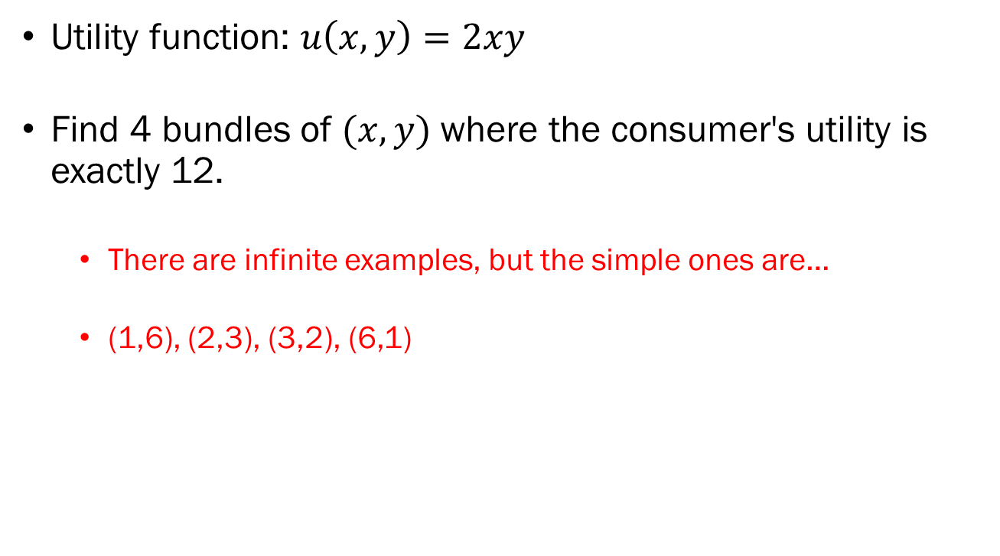 • Utility function: 𝑢(𝑥, 𝑦) = 2𝑥𝑦
• Find 4 bundles of (𝑥, 𝑦) where the consumer's utility is
exactly 12.
• There are infinite examples, but the simple ones are…
• (1,6), (2,3), (3,2), (6,1)